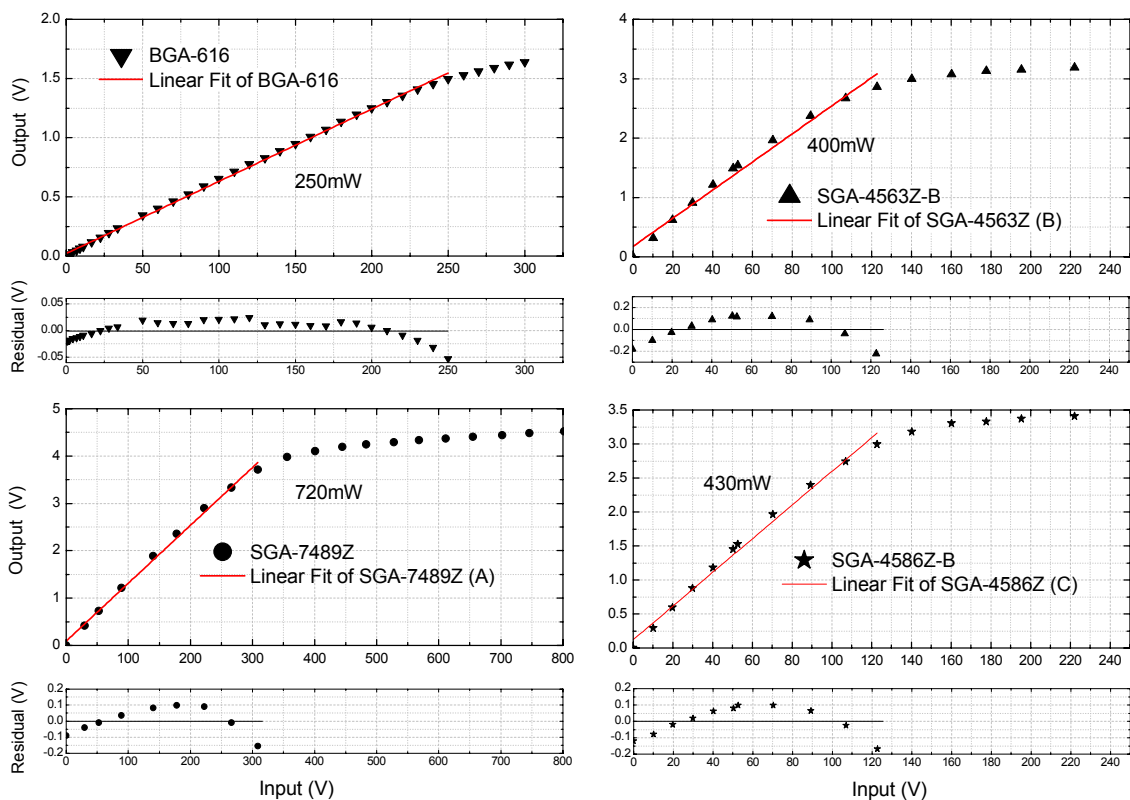 2.0
1.5
1.0
0.5
0.0
Output (V)
BGA-616
Linear Fit of BGA-616
250mW
0 50 100 150 200 250 300
0.05
0.00
-0.05
Residual (V)
0 50 100 150 200 250 300
4
3
2
1
0
400mW
SGA-4563Z-B
Linear Fit of SGA-4563Z (B)
0 20 40 60 80 100 120 140 160 180 200 220 240
0.2
0.0
-0.2
0 20 40 60 80 100 120 140 160 180 200 220 240
5
4
3
2
1
0
Output (V)
720mW
SGA-7489Z
Linear Fit of SGA-7489Z (A)
0 100 200 300 400 500 600 700 800
0.2
0.1
0.0
-0.1
-0.2
Residual (V)
0 100 200 300 400 500 600 700 800
Input (V)
3.5
3.0
2.5
2.0
1.5
1.0
0.5
0.0
430mW
SGA-4586Z-B
Linear Fit of SGA-4586Z (C)
0 20 40 60 80 100 120 140 160 180 200 220 240
0.2
0.1
0.0
-0.1
-0.2
0 20 40 60 80 100 120 140 160 180 200 220 240
Input (V)